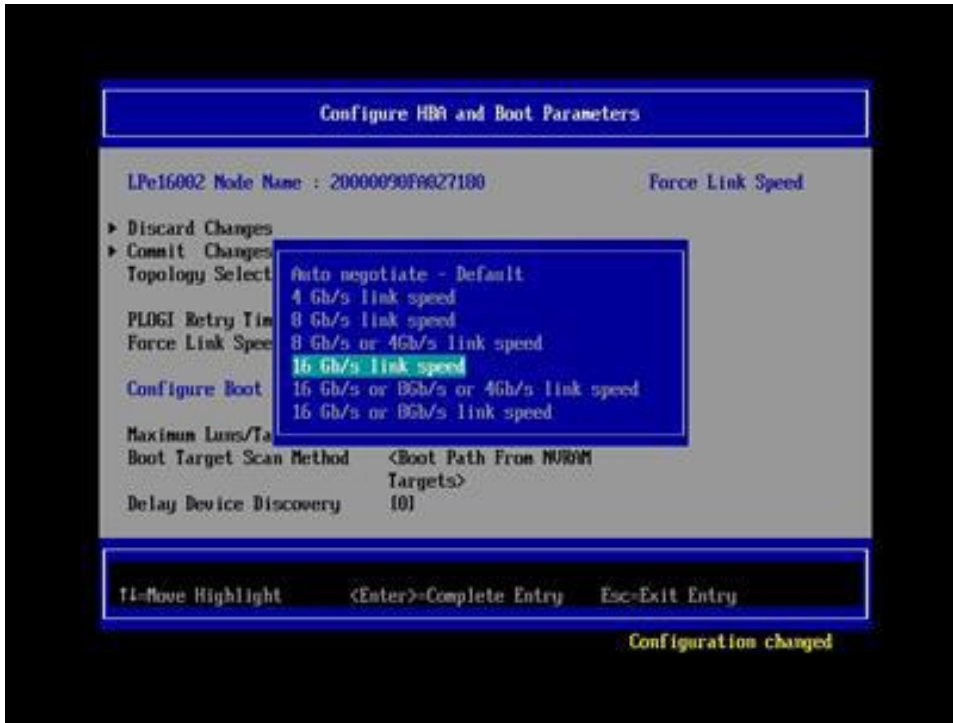 Configure HBA and Boot Parameters
LPe16002 Node Name : 20000090FA027180 Force Link Speed
Discard Changes
Commit Changes
Topology Select
Auto negotiate - Default
4 Gb/s link speed
PLOGI Retry Tim
8 Gb/s link speed
Force Link Spee
8 Gb/s or 4Gb/s link speed
16 Gb/s link speed
Configure Boot
16 Gb/s or 8Gb/s or 4Gb/s link speed
16 Gb/s or 8Gb/s link speed
Maximum Luns/Ta
Boot Target Scan Method <Boot Path From NVRAM
Targets>
Delay Device Discovery [0]
↑↓=Move Highlight <Enter>=Complete Entry Esc=Exit Entry
Configuration changed